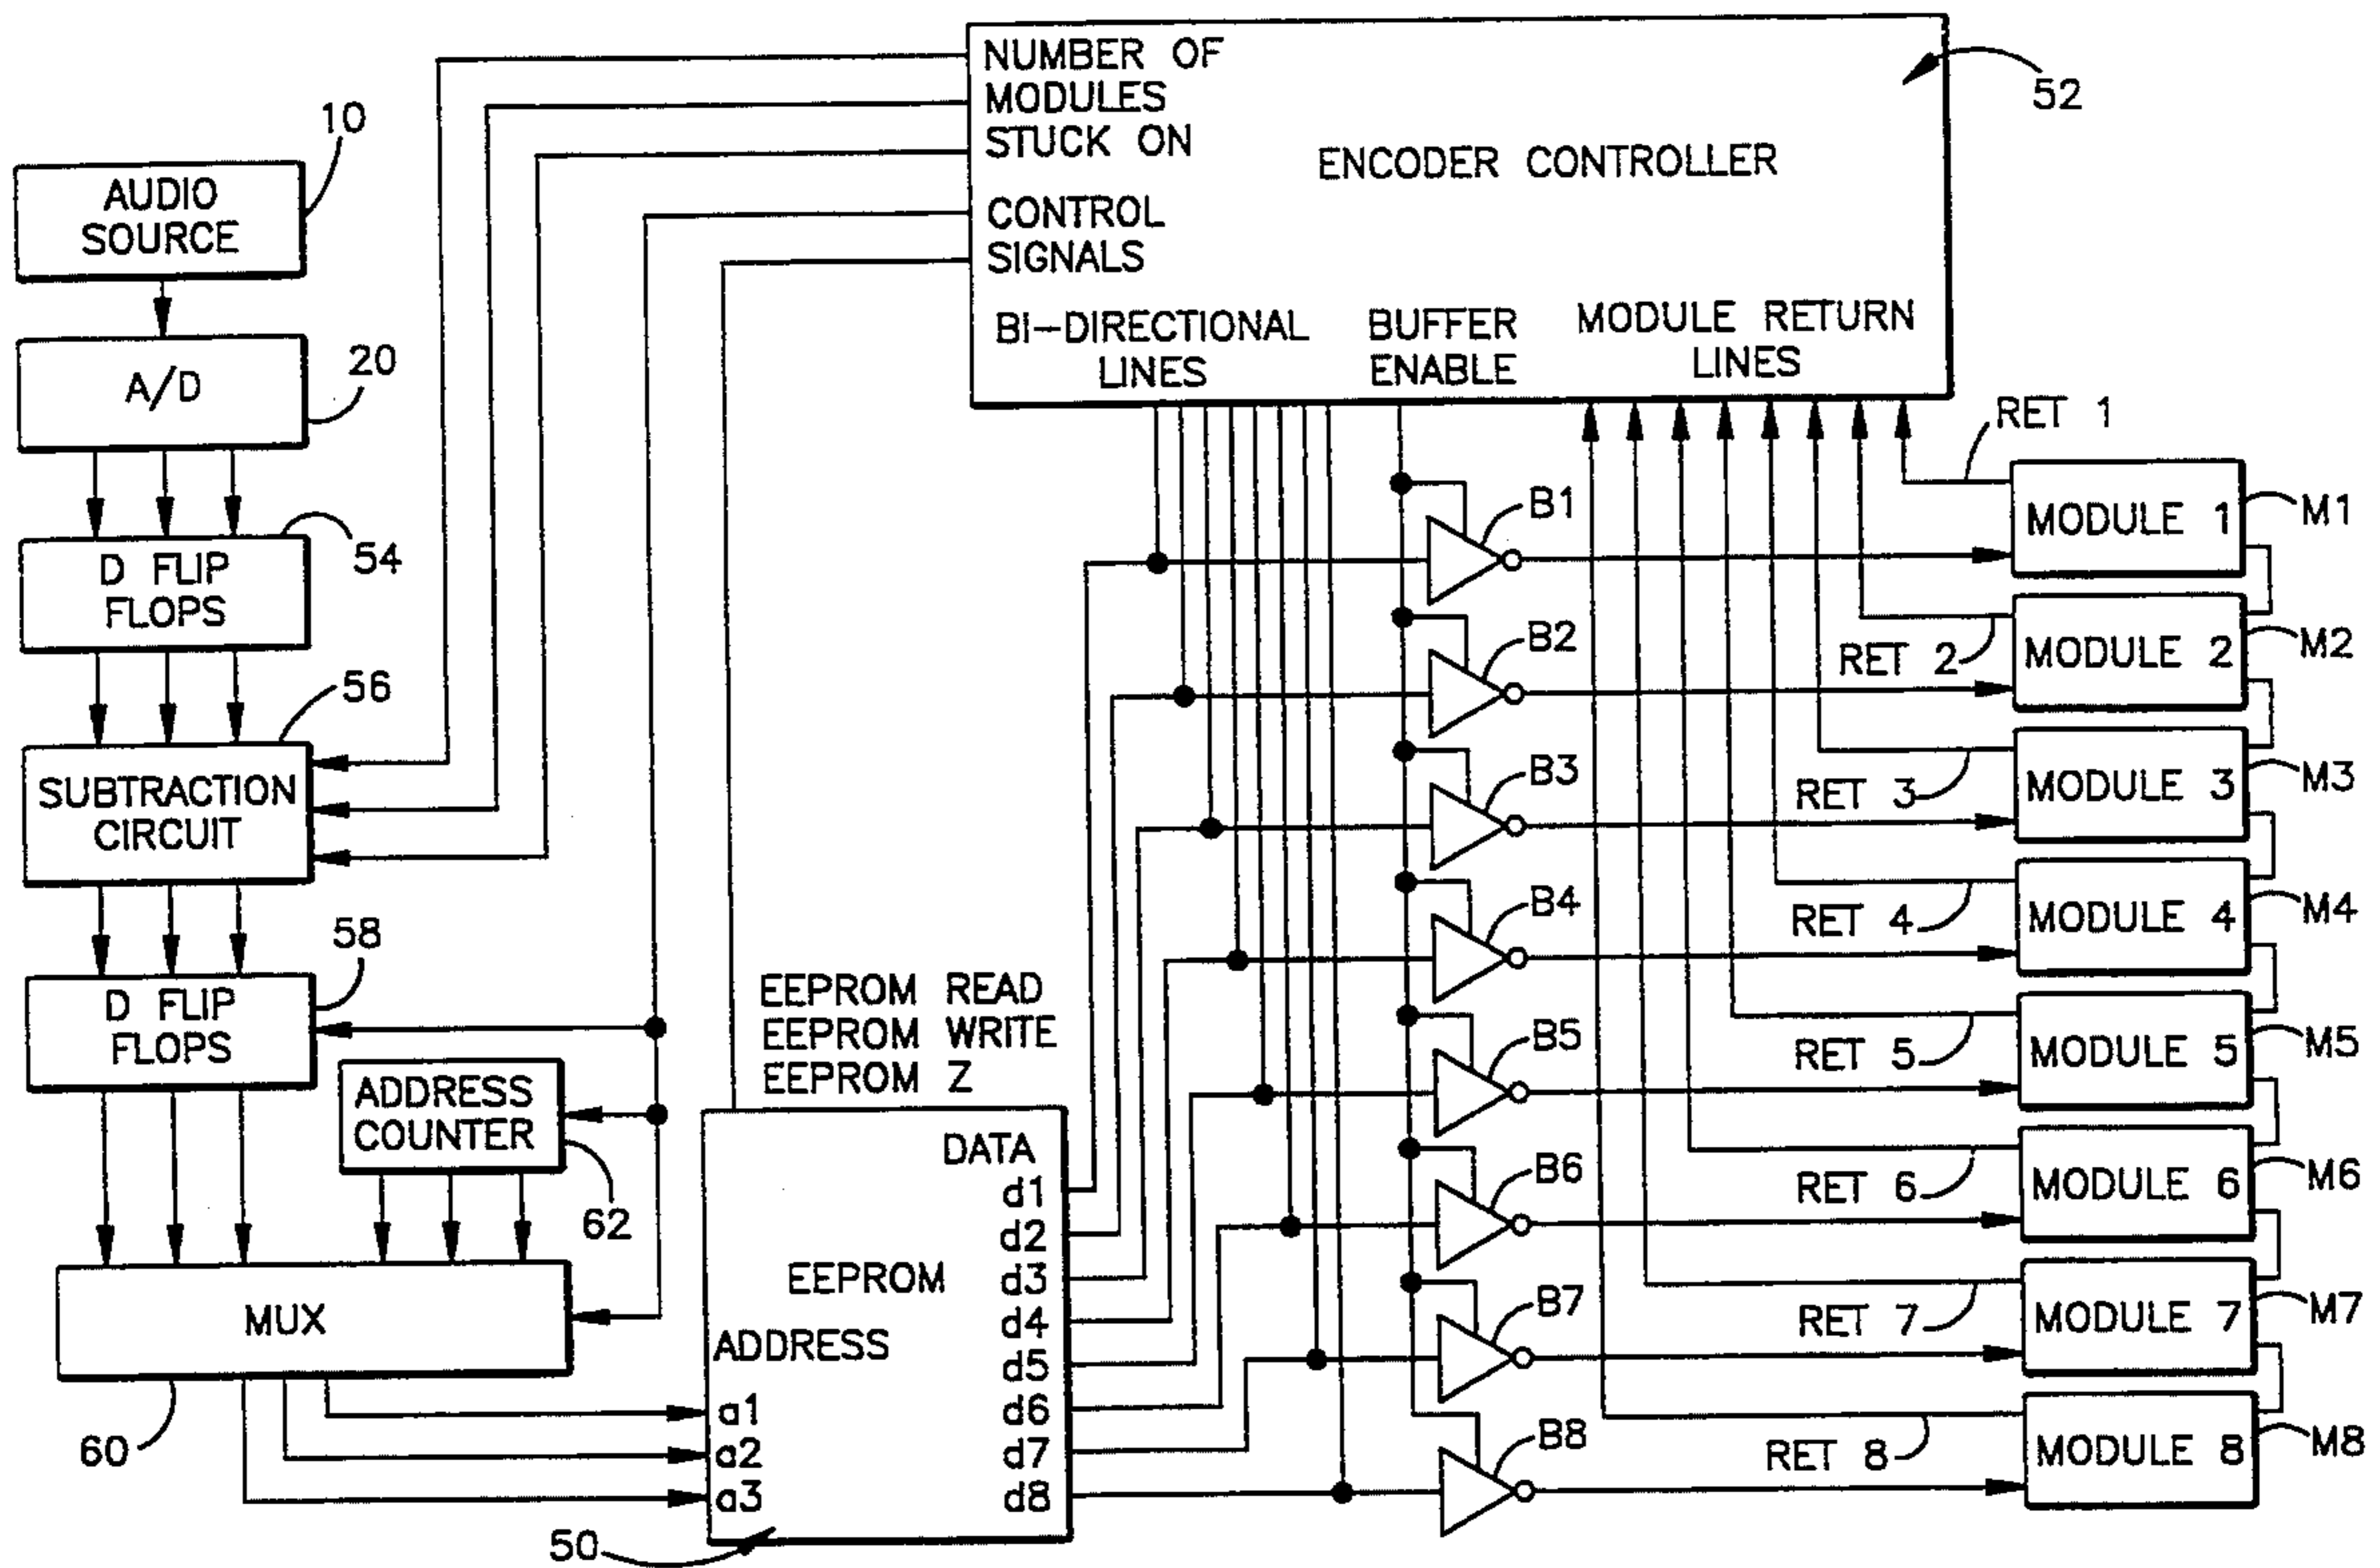 NUMBER OF
MODULES
STUCK ON
CONTROL
SIGNALS
ENCODER CONTROLLER
52
BI-DIRECTIONAL
LINES
BUFFER
ENABLE
MODULE RETURN
LINES
10
AUDIO
SOURCE
A/D
20
D FLIP
FLOPS
54
SUBTRACTION
CIRCUIT
56
D FLIP
FLOPS
58
ADDRESS
COUNTER
62
MUX
60
EEPROM READ
EEPROM WRITE
EEPROM Z
DATA
EEPROM
ADDRESS
a1
a2
a3
d1
d2
d3
d4
d5
d6
d7
d8
50
B1
B2
B3
B4
B5
B6
B7
B8
RET 1
RET 2
RET 3
RET 4
RET 5
RET 6
RET 7
RET 8
MODULE 1
M1
MODULE 2
M2
MODULE 3
M3
MODULE 4
M4
MODULE 5
M5
MODULE 6
M6
MODULE 7
M7
MODULE 8
M8